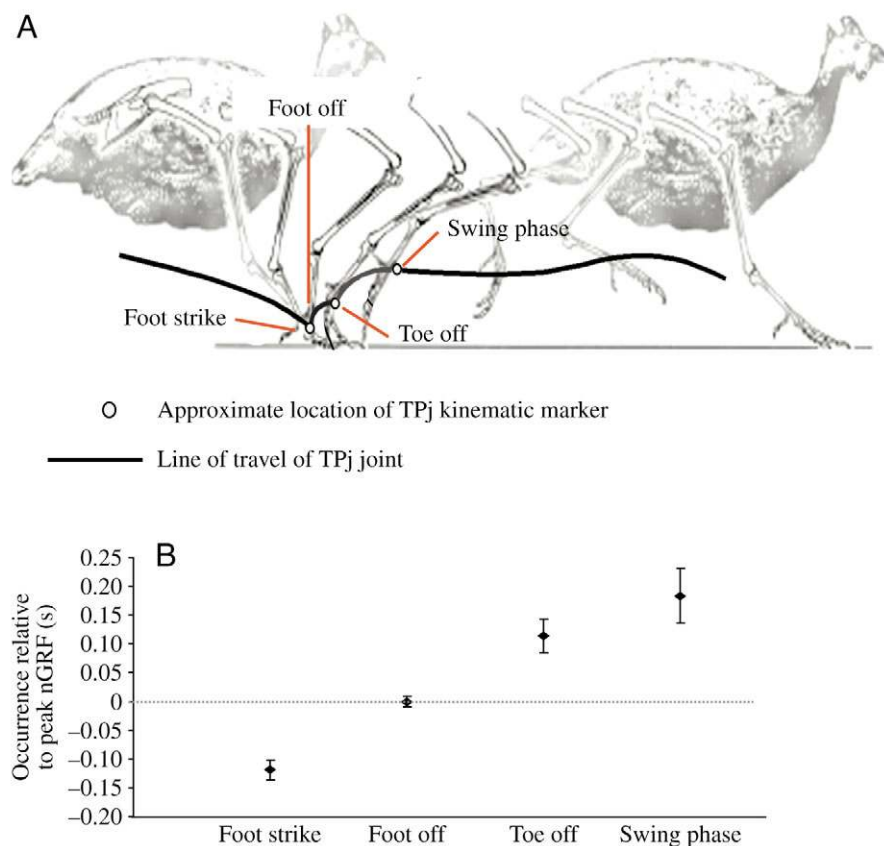 A
Foot off
Swing phase
Foot strike
Toe off
Approximate location of TPj kinematic marker
Line of travel of TPj joint
B
Occurrence relative
to peak nGRF (s)
0.25
0.20
0.15
0.10
0.05
0
–0.05
–0.10
–0.15
–0.20
Foot strike
Foot off
Toe off
Swing phase